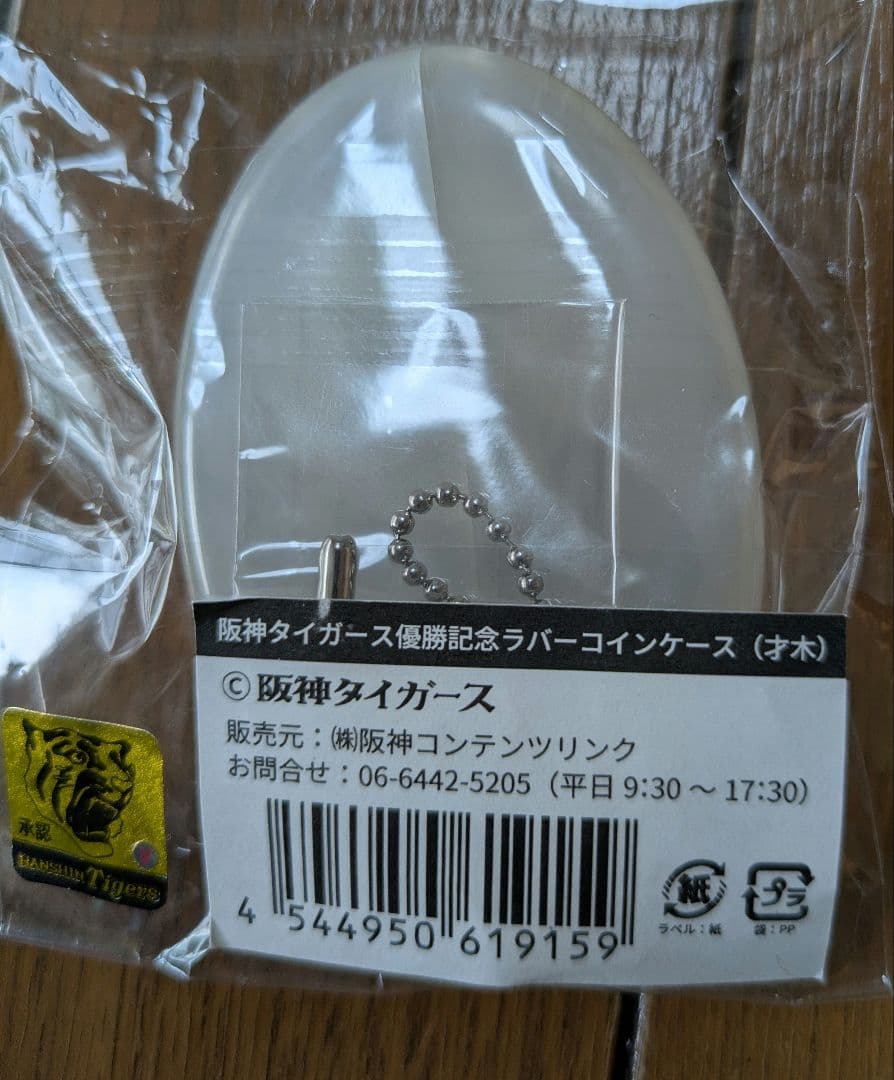 阪神タイガース優勝記念ラバーコインケース（才木）
©阪神タイガース
販売元：㈱阪神コンテンツリンク
お問合せ：06-6442-5205（平日 9:30 ～ 17:30）
4 544950 619159
紙
ラベル：紙
プラ
袋：PP
承認
HANSHIN Tigers